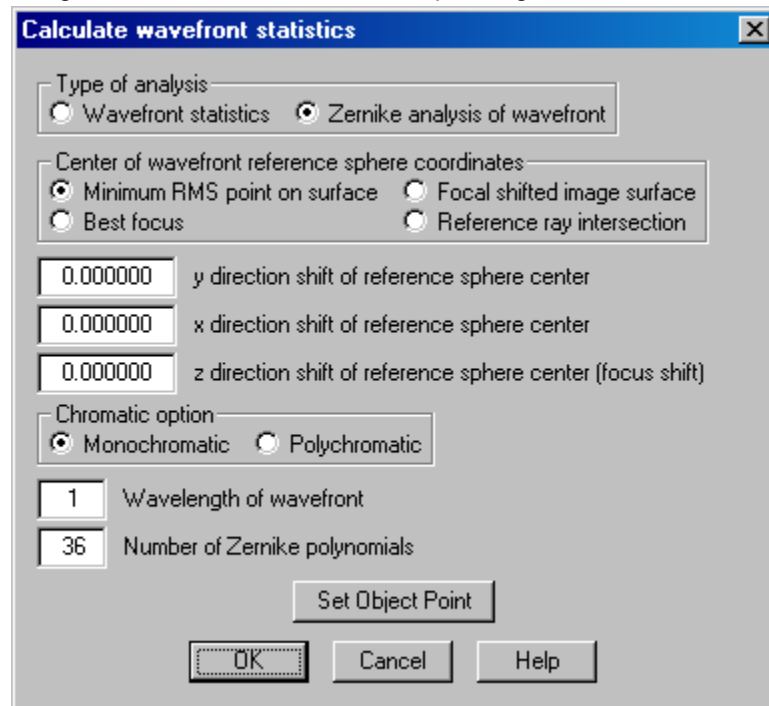 Calculate wavefront statistics
Type of analysis
Wavefront statistics Zernike analysis of wavefront
Center of wavefront reference sphere coordinates
Minimum RMS point on surface Focal shifted image surface
Best focus Reference ray intersection
0.000000 y direction shift of reference sphere center
0.000000 x direction shift of reference sphere center
0.000000 z direction shift of reference sphere center (focus shift)
Chromatic option
Monochromatic Polychromatic
1 Wavelength of wavefront
36 Number of Zernike polynomials
Set Object Point
OK Cancel Help